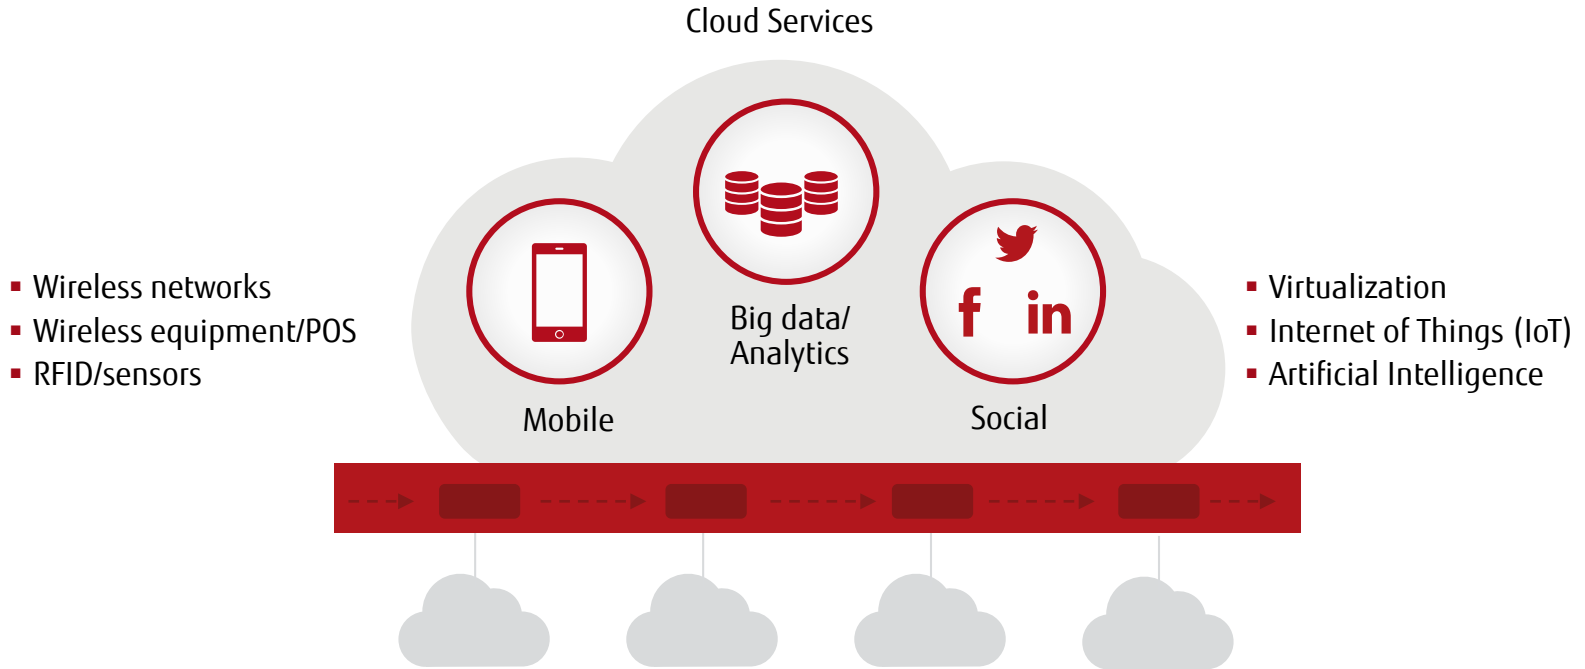 Cloud Services
▪ Wireless networks
▪ Wireless equipment/POS
▪ RFID/sensors
Mobile
Big data/
Analytics
f in
Social
▪ Virtualization
▪ Internet of Things (IoT)
▪ Artificial Intelligence